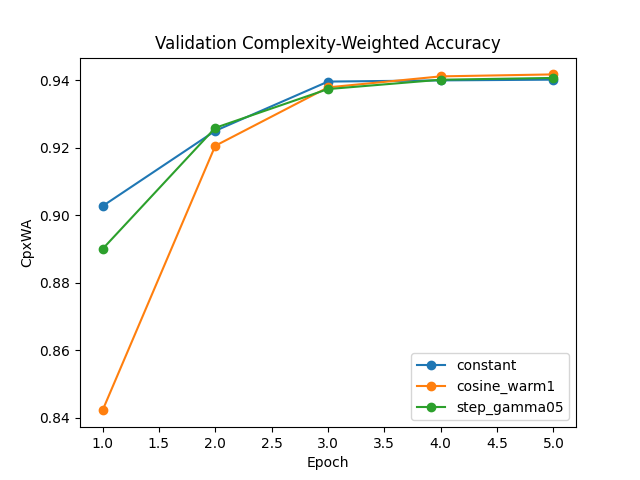 Validation Complexity-Weighted Accuracy
CpxWA
0.94
0.92
0.90
0.88
0.86
0.84
1.0 1.5 2.0 2.5 3.0 3.5 4.0 4.5 5.0
Epoch
constant
cosine_warm1
step_gamma05